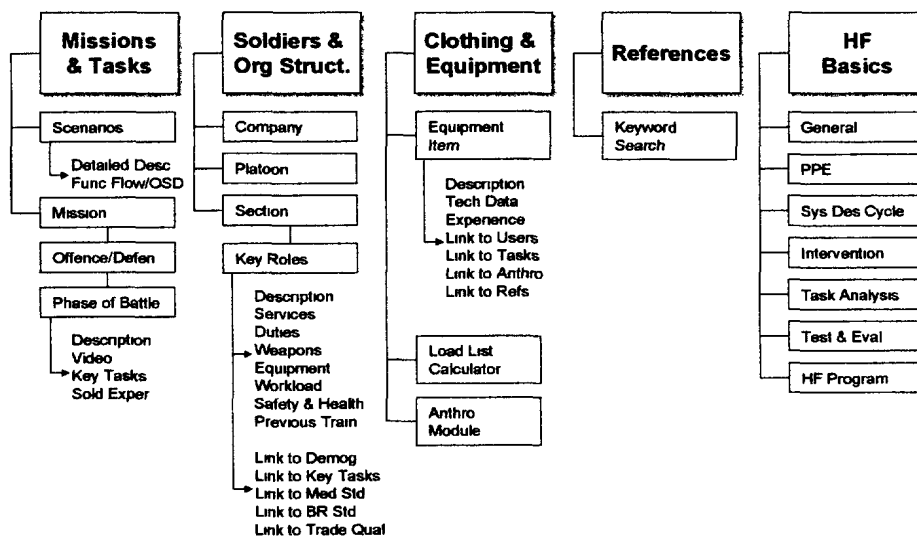 Missions
& Tasks
Scenanos
Detailed Desc
Func Flow/OSD
Mission
Offence/Defen
Phase of Battle
Description
Video
Key Tasks
Sold Exper
Soldiers &
Org Struct.
Company
Platoon
Section
Key Roles
Description
Services
Duties
Weapons
Equipment
Workload
Safety & Health
Previous Train
Link to Demog
Link to Key Tasks
Link to Med Std
Link to BR Std
Link to Trade Qual
Clothing &
Equipment
Equipment
Item
Description
Tech Data
Experience
Link to Users
Link to Tasks
Link to Anthro
Link to Refs
Load List
Calculator
Anthro
Module
References
Keyword
Search
HF
Basics
General
PPE
Sys Des Cycle
Intervention
Task Analysis
Test & Eval
HF Program